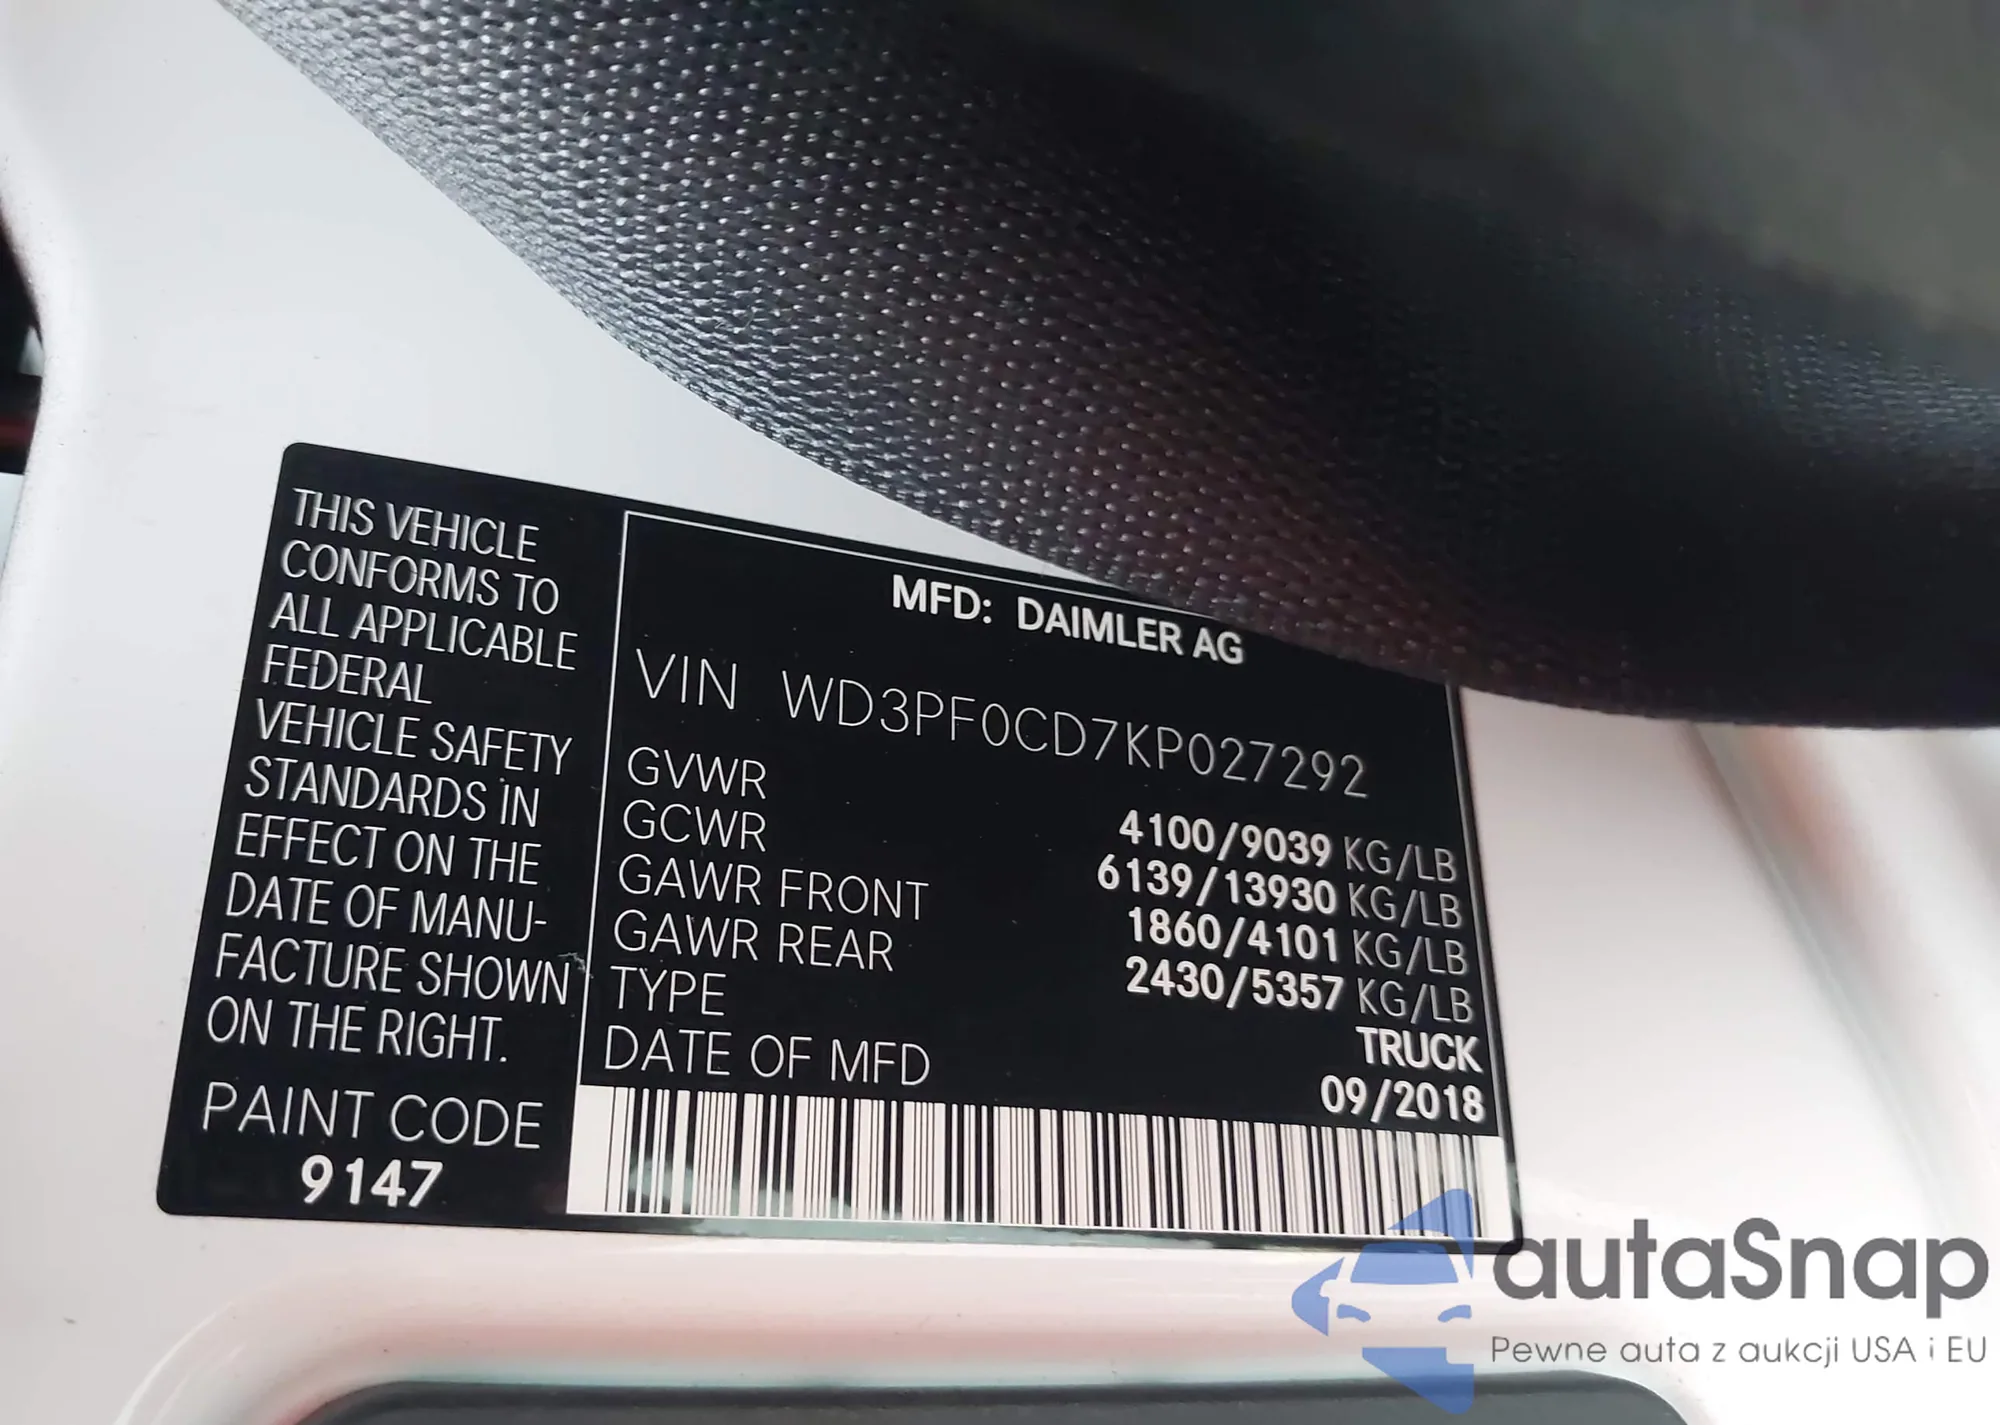 THIS VEHICLE
CONFORMS TO
ALL APPLICABLE
FEDERAL
VEHICLE SAFETY
STANDARDS IN
EFFECT ON THE
DATE OF MANU-
FACTURE SHOWN
ON THE RIGHT.
PAINT CODE
9147
MFD: DAIMLER AG
VIN WD3PF0CD7KP027292
GVWR 4100/9039 KG/LB
GCWR 6139/13930 KG/LB
GAWR FRONT 1860/4101 KG/LB
GAWR REAR 2430/5357 KG/LB
TYPE TRUCK
DATE OF MFD 09/2018
autaSnap
Pewne auta z aukcji USA i EU